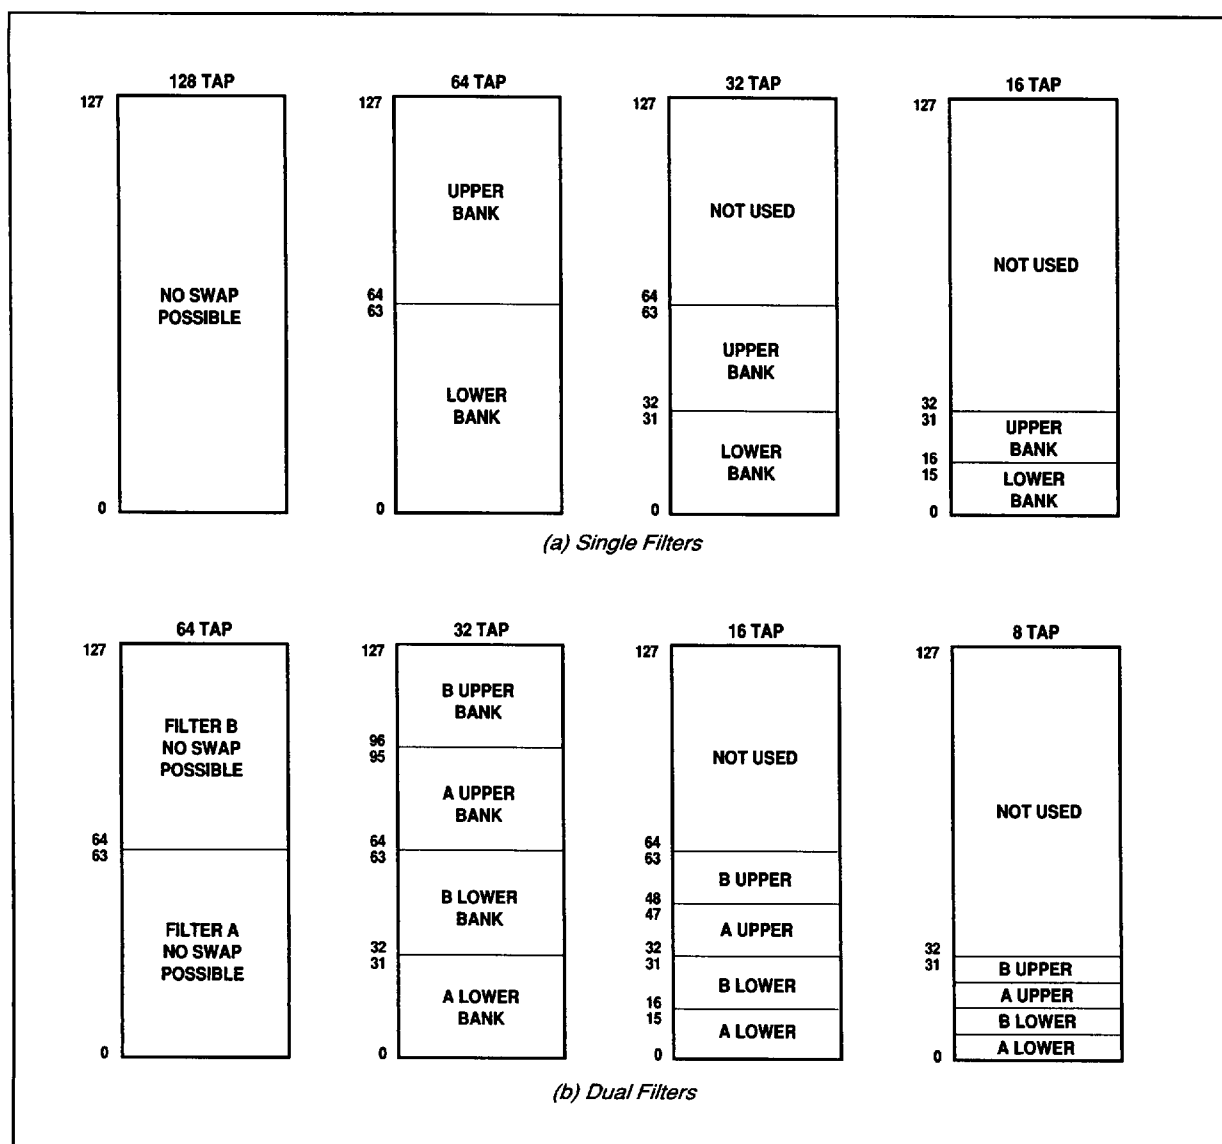 128 TAP
127
NO SWAP
POSSIBLE
0
64 TAP
127
UPPER
BANK
64
63
LOWER
BANK
0
32 TAP
127
NOT USED
64
63
UPPER
BANK
32
31
LOWER
BANK
0
16 TAP
127
NOT USED
32
31
UPPER
BANK
16
15
LOWER
BANK
0
(a) Single Filters
64 TAP
127
FILTER B
NO SWAP
POSSIBLE
64
63
FILTER A
NO SWAP
POSSIBLE
0
32 TAP
127
B UPPER
BANK
96
95
A UPPER
BANK
64
63
B LOWER
BANK
32
31
A LOWER
BANK
0
16 TAP
127
NOT USED
64
63
B UPPER
48
47
A UPPER
32
31
B LOWER
16
15
A LOWER
0
8 TAP
127
NOT USED
32
31
B UPPER
A UPPER
B LOWER
A LOWER
0
(b) Dual Filters